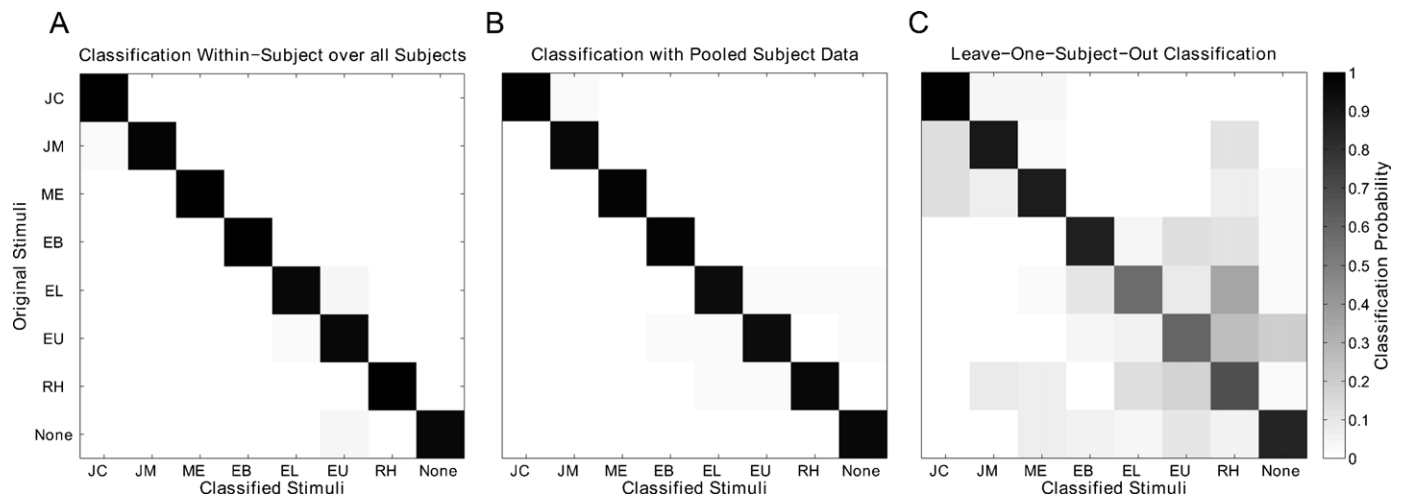 A
Classification Within-Subject over all Subjects
Original Stimuli
JC
JM
ME
EB
EL
EU
RH
None
JC JM ME EB EL EU RH None
Classified Stimuli
B
Classification with Pooled Subject Data
JC JM ME EB EL EU RH None
Classified Stimuli
C
Leave-One-Subject-Out Classification
JC JM ME EB EL EU RH None
Classified Stimuli
1
0.9
0.8
0.7
0.6
0.5
0.4
0.3
0.2
0.1
0
Classification Probability